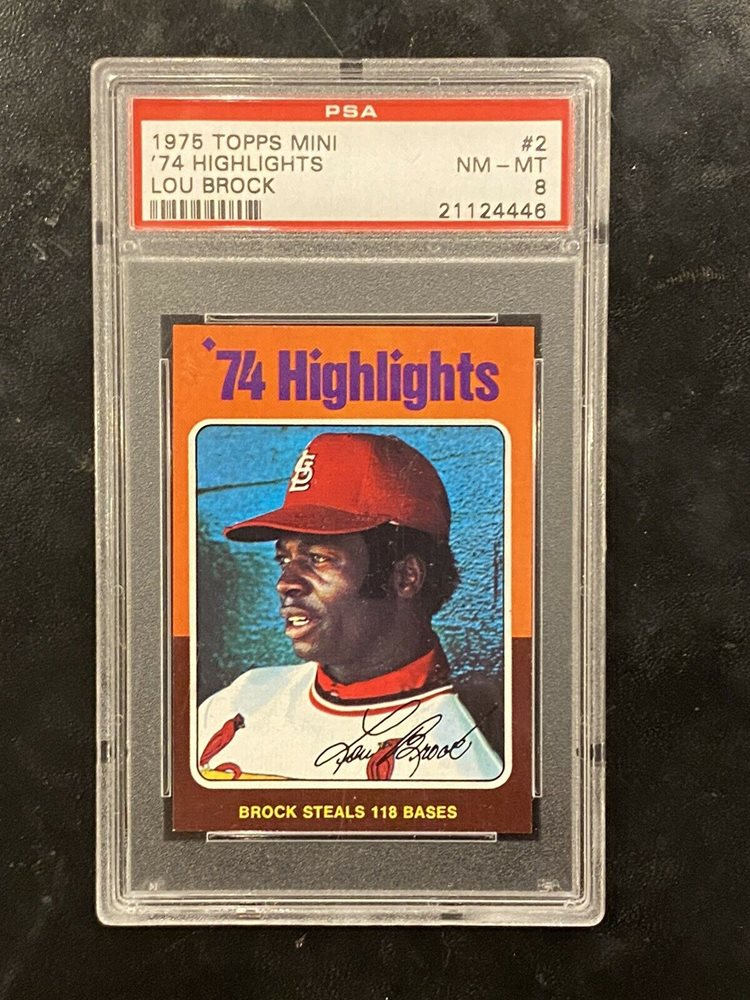 PSA
1975 TOPPS MINI #2
'74 HIGHLIGHTS NM - MT
LOU BROCK 8
21124446
'74 Highlights
StL
Lou Brock
BROCK STEALS 118 BASES